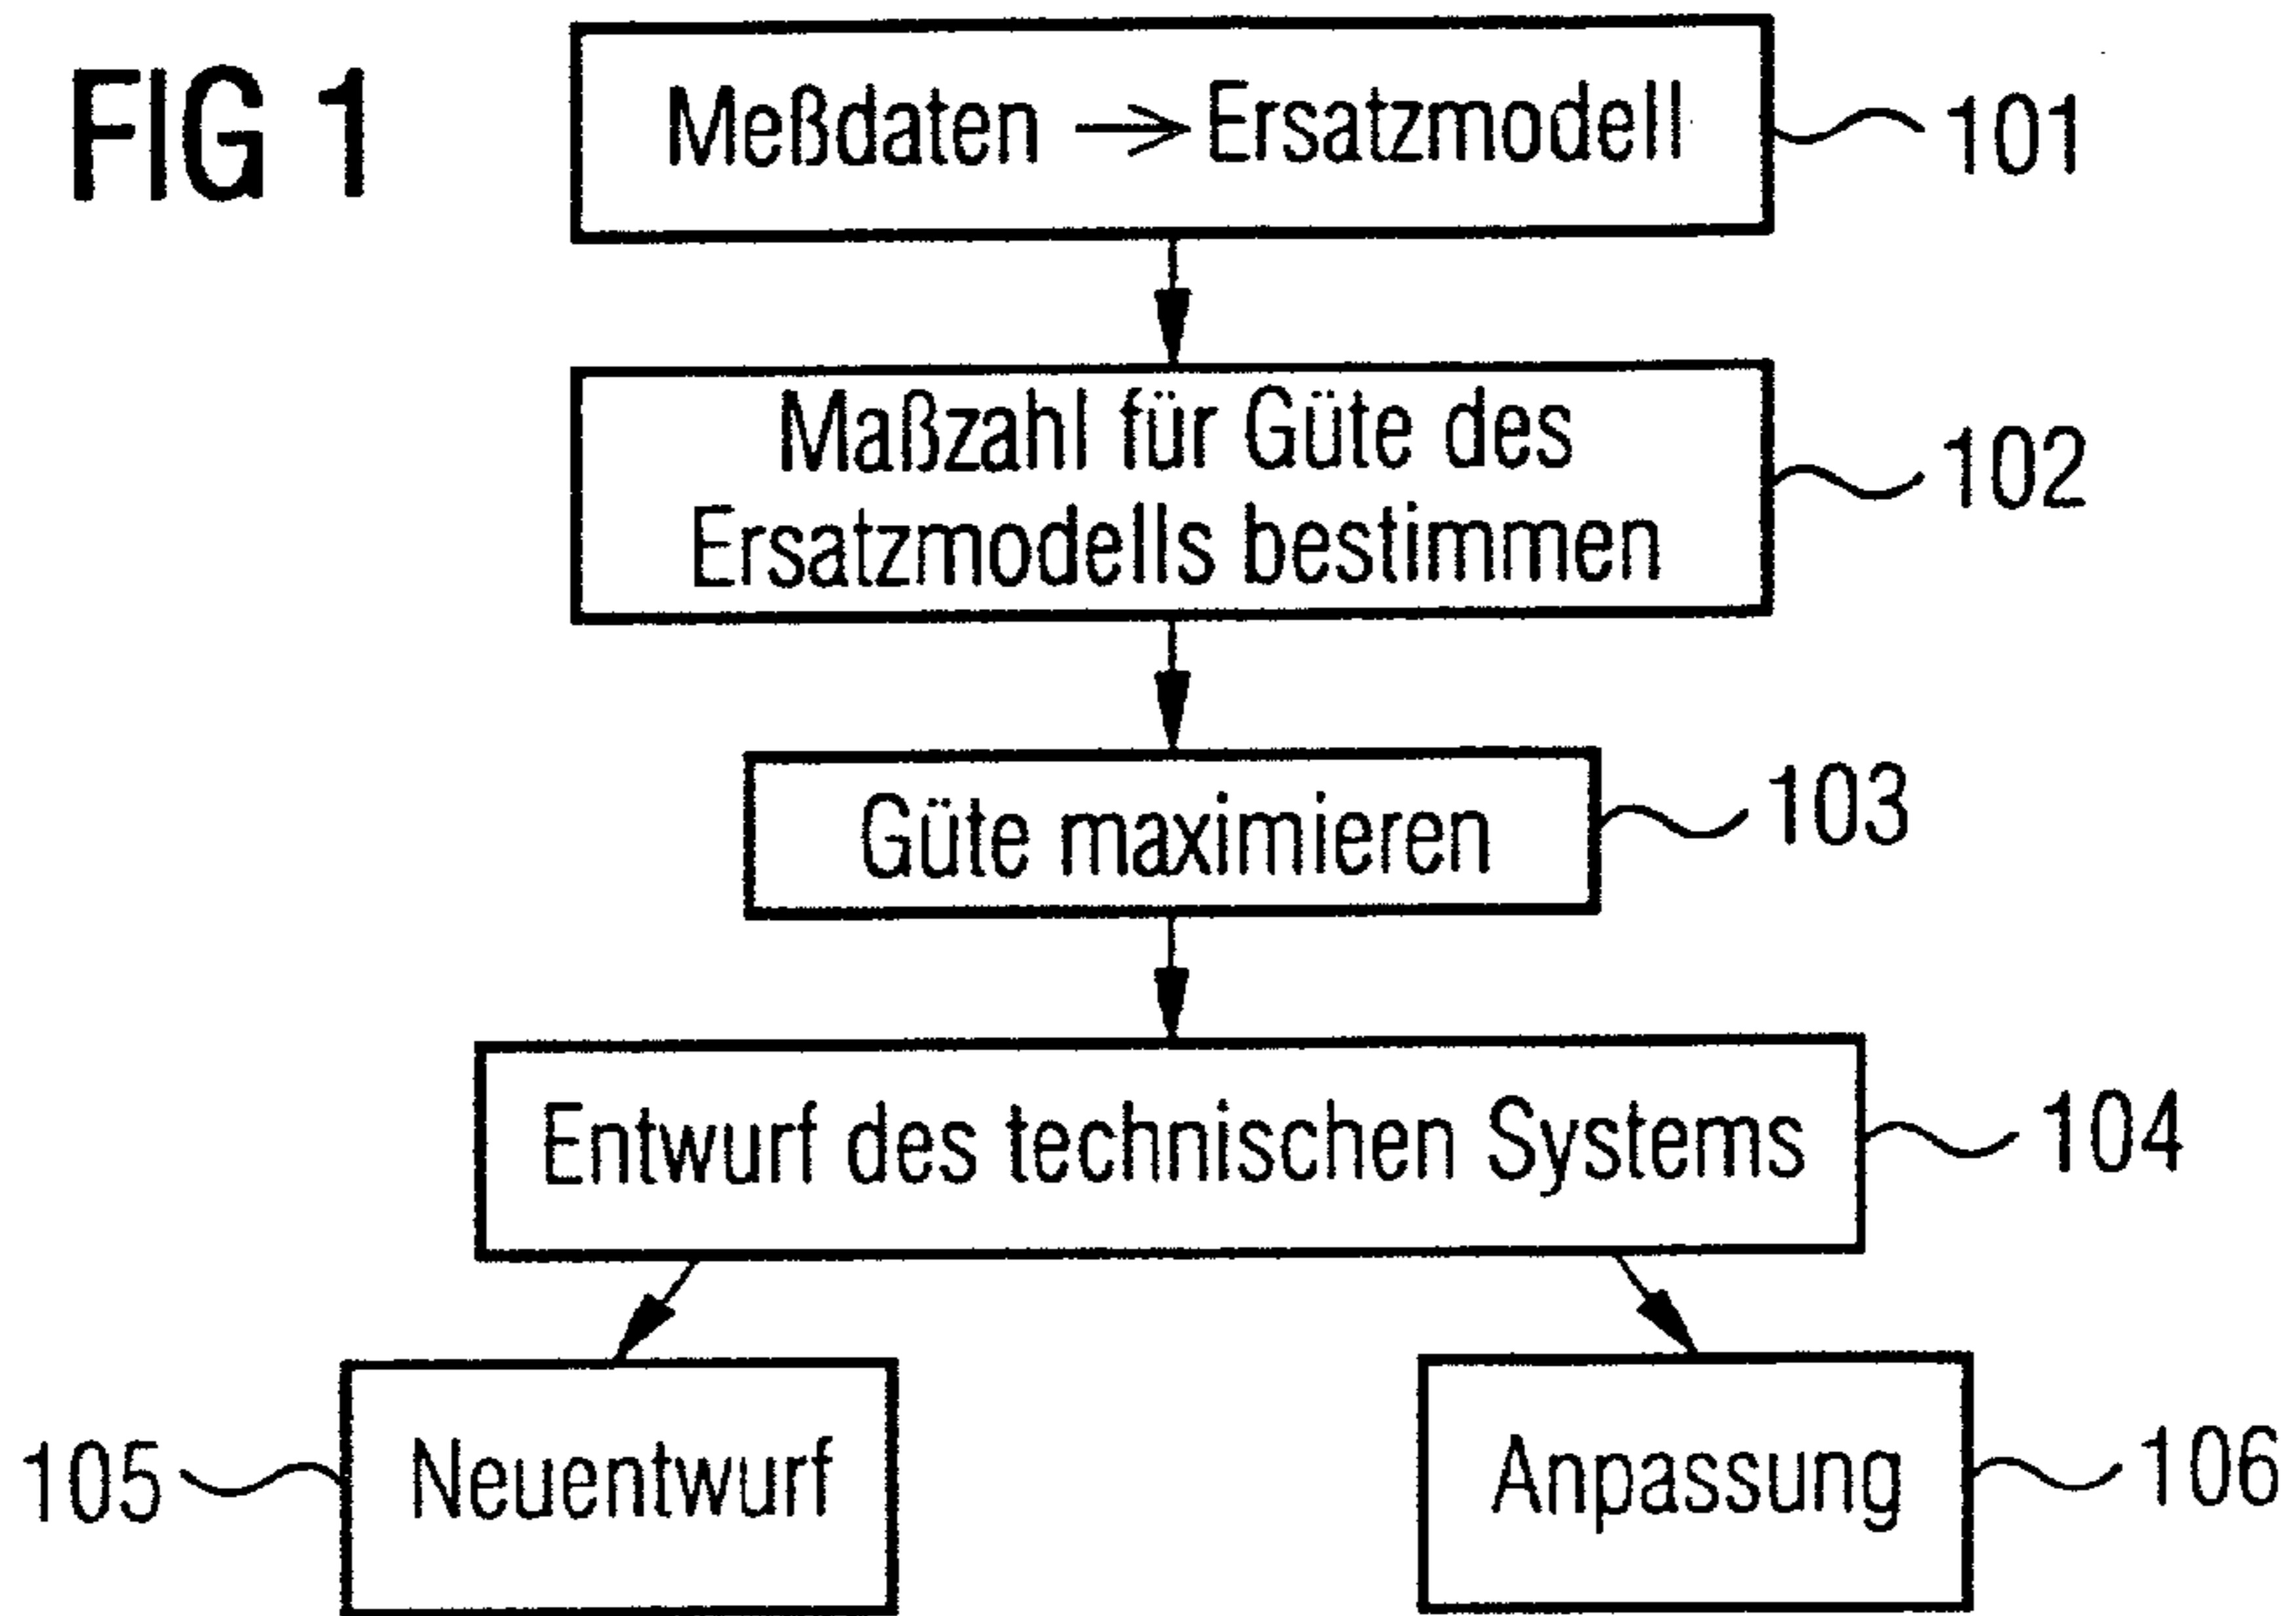 FIG 1
Meßdaten → Ersatzmodell
101
Maßzahl für Güte des
Ersatzmodells bestimmen
102
Güte maximieren
103
Entwurf des technischen Systems
104
105
Neuentwurf
Anpassung
106